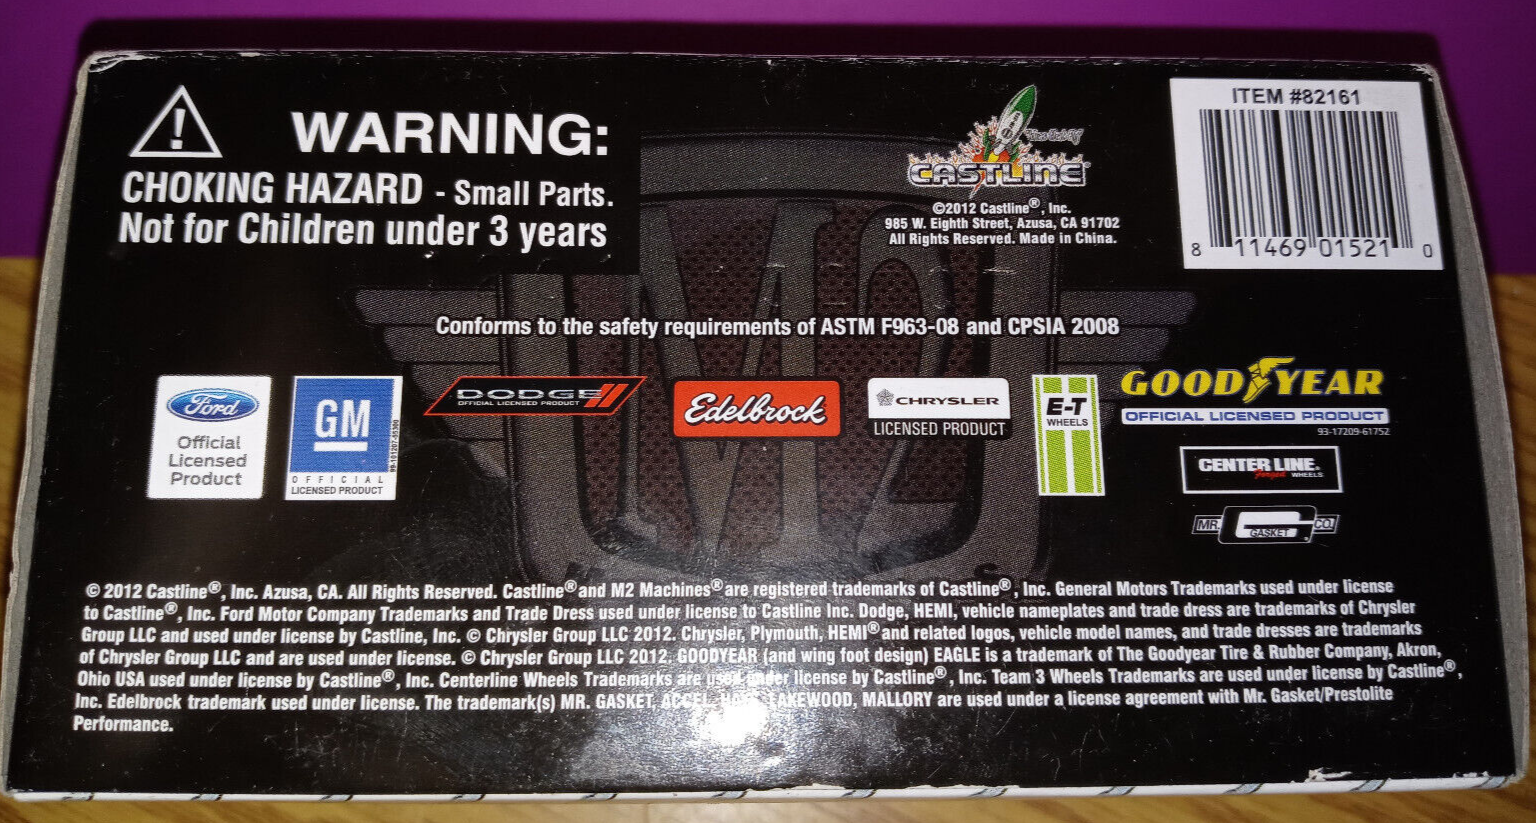 WARNING:
CHOKING HAZARD - Small Parts.
Not for Children under 3 years
CASTLINE
©2012 Castline®, Inc.
985 W. Eighth Street, Azusa, CA 91702
All Rights Reserved. Made in China.
ITEM #82161
8 11469 01521 0
Conforms to the safety requirements of ASTM F963-08 and CPSIA 2008
Ford
Official
Licensed
Product
GM
OFFICIAL
LICENSED PRODUCT
DODGE
OFFICIAL LICENSED PRODUCT
Edelbrock
CHRYSLER
LICENSED PRODUCT
E-T
WHEELS
GOODYEAR
OFFICIAL LICENSED PRODUCT
93-17209-61752
CENTER LINE.
Forged WHEELS
MR. GASKET CO.
M2
© 2012 Castline®, Inc. Azusa, CA. All Rights Reserved. Castline® and M2 Machines® are registered trademarks of Castline®, Inc. General Motors Trademarks used under license
to Castline®, Inc. Ford Motor Company Trademarks and Trade Dress used under license to Castline Inc. Dodge, HEMI, vehicle nameplates and trade dress are trademarks of Chrysler
Group LLC and used under license by Castline, Inc. © Chrysler Group LLC 2012. Chrysler, Plymouth, HEMI® and related logos, vehicle model names, and trade dresses are trademarks
of Chrysler Group LLC and are used under license. © Chrysler Group LLC 2012. GOODYEAR (and wing foot design) EAGLE is a trademark of The Goodyear Tire & Rubber Company, Akron,
Ohio USA used under license by Castline®, Inc. Centerline Wheels Trademarks are used under license by Castline®, Inc. Team 3 Wheels Trademarks are used under license by Castline®,
Inc. Edelbrock trademark used under license. The trademark(s) MR. GASKET, ACCEL, LAKEWOOD, MALLORY are used under a license agreement with Mr. Gasket/Prestolite
Performance.